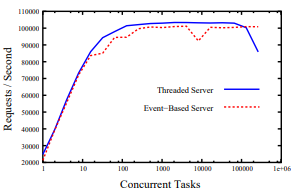 110000
100000
90000
80000
70000
60000
50000
40000
30000
20000
Requests / Second
Threaded Server
Event-Based Server
1 10 100 1000 10000 100000 1e+06
Concurrent Tasks